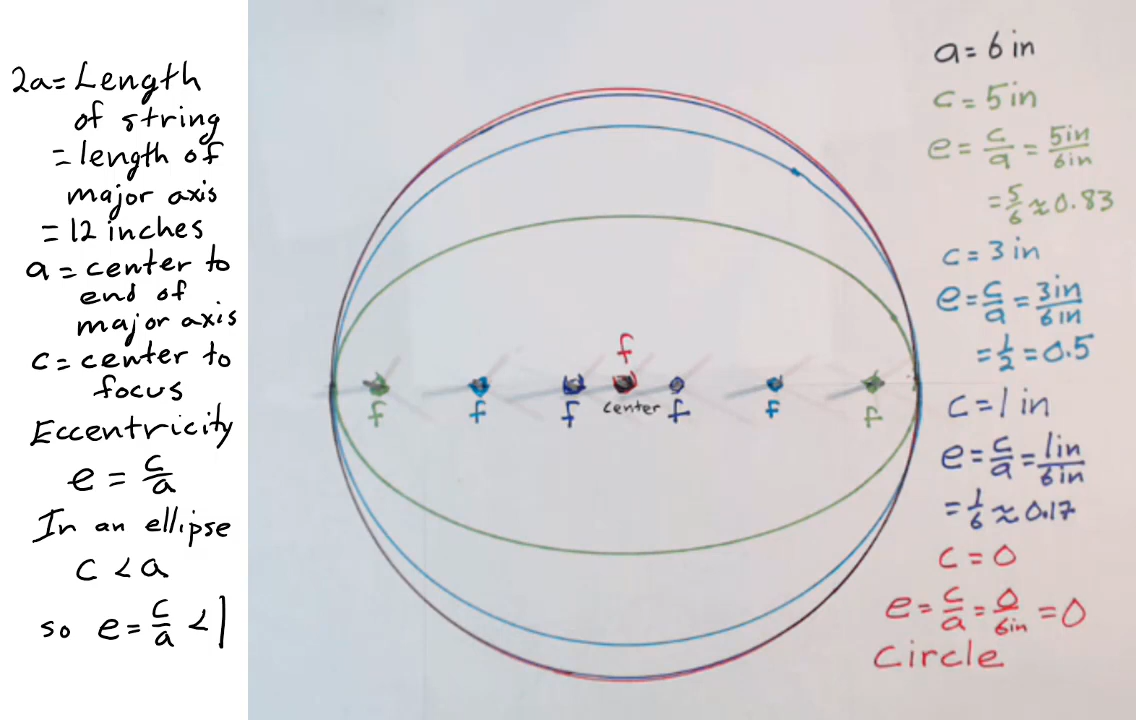 2a = Length
of string
= length of
major axis
= 12 inches
a = center to
end of
major axis
c = center to
focus
Eccentricity
e = c/a
In an ellipse
c < a
so e = c/a < 1
f
f f f center f f f
a = 6 in
c = 5 in
e = c/a = 5in/6in
= 5/6 ≈ 0.83
c = 3 in
e = c/a = 3in/6in
= 1/2 = 0.5
c = 1 in
e = c/a = 1in/6in
= 1/6 ≈ 0.17
c = 0
e = c/a = 0/6in = 0
Circle